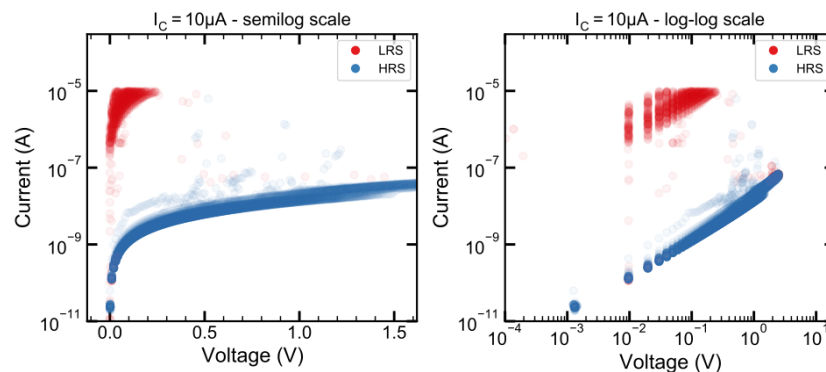 I_C = 10μA - semilog scale
LRS
HRS
Current (A)
10⁻⁵
10⁻⁷
10⁻⁹
10⁻¹¹
0.0 0.5 1.0 1.5
Voltage (V)
I_C = 10μA - log-log scale
LRS
HRS
Current (A)
10⁻⁵
10⁻⁷
10⁻⁹
10⁻¹¹
10⁻⁴ 10⁻³ 10⁻² 10⁻¹ 10⁰ 10¹
Voltage (V)